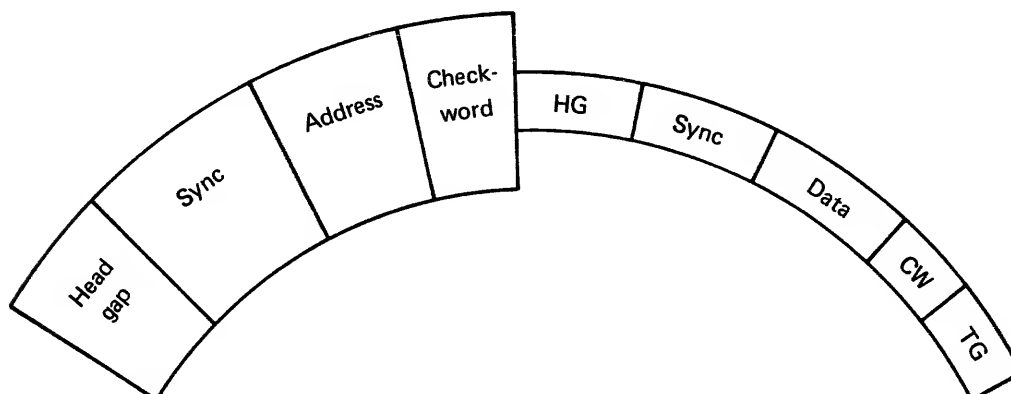 Head
gap
Sync
Address
Check-
word
HG
Sync
Data
CW
TG